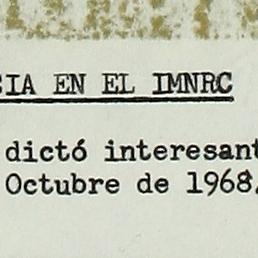 CIA EN EL IMNRC
dictó interesant
Octubre de 1968.